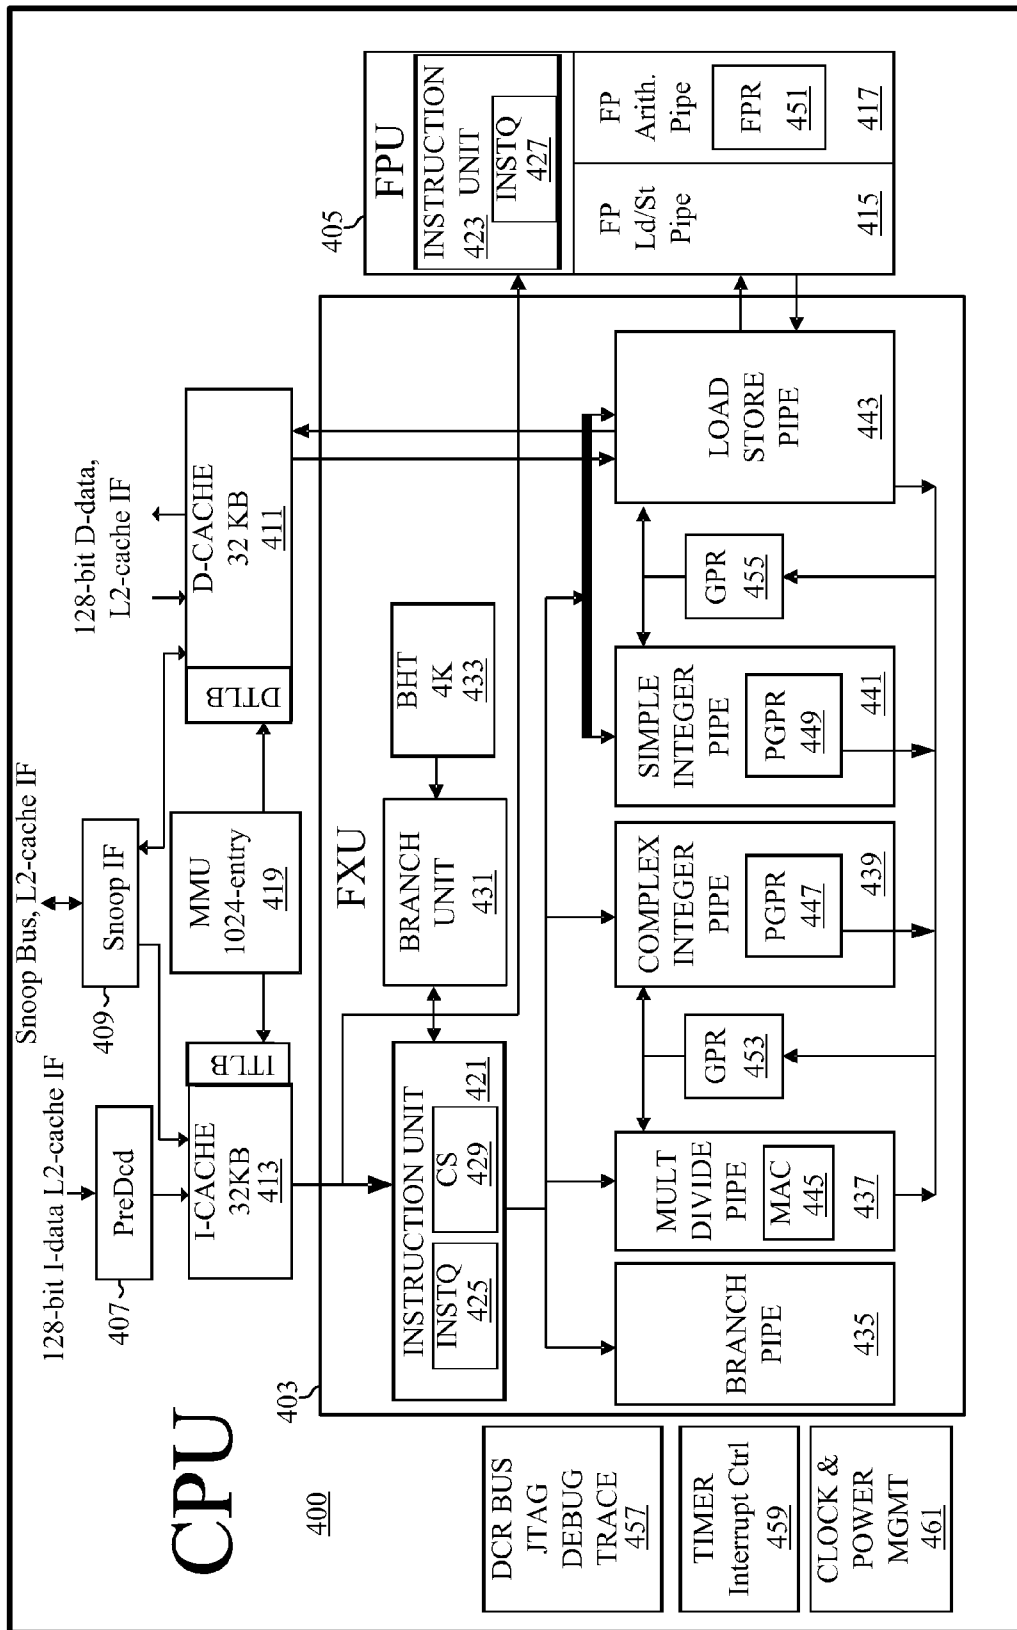 CPU
400
128-bit I-data L2-cache IF
PreDcd
407
Snoop Bus, L2-cache IF
Snoop IF
409
128-bit D-data,
L2-cache IF
I-CACHE
32KB
413
ITLB
MMU
1024-entry
419
DTLB
D-CACHE
32 KB
411
403
FXU
INSTRUCTION UNIT
421
INSTQ
425
CS
429
BRANCH
UNIT
431
BHT
4K
433
405
FPU
INSTRUCTION
UNIT
423
INSTQ
427
FP
Ld/St
Pipe
415
FP
Arith.
Pipe
FPR
451
417
BRANCH
PIPE
435
MULT
DIVIDE
PIPE
MAC
445
437
GPR
453
COMPLEX
INTEGER
PIPE
PGPR
447
439
SIMPLE
INTEGER
PIPE
PGPR
449
441
GPR
455
LOAD
STORE
PIPE
443
DCR BUS
JTAG
DEBUG
TRACE
457
TIMER
Interrupt Ctrl
459
CLOCK &
POWER
MGMT
461